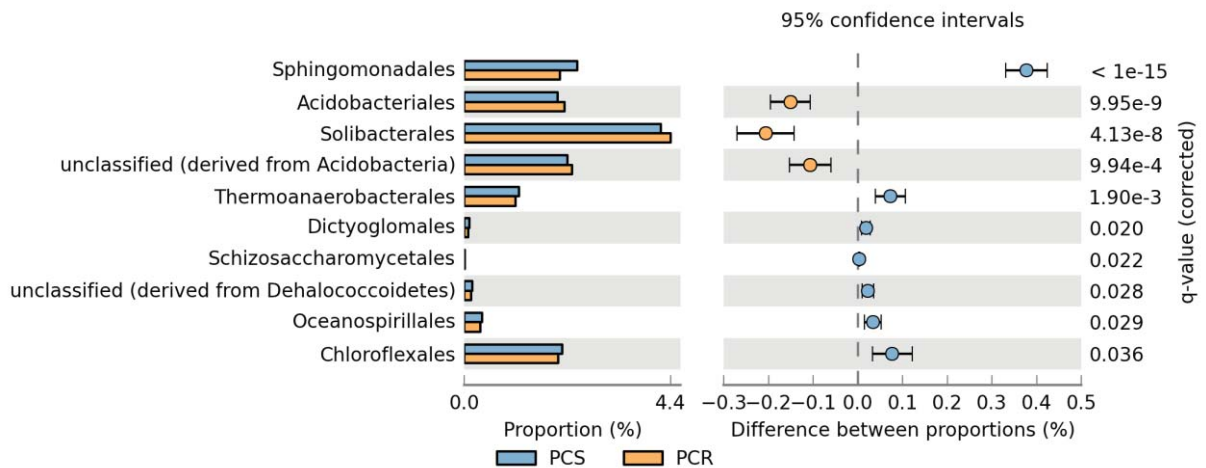 95% confidence intervals
Sphingomonadales < 1e-15
Acidobacteriales 9.95e-9
Solibacterales 4.13e-8
unclassified (derived from Acidobacteria) 9.94e-4
Thermoanaerobacterales 1.90e-3
Dictyoglomales 0.020
Schizosaccharomycetales 0.022
unclassified (derived from Dehalococcoidetes) 0.028
Oceanospirillales 0.029
Chloroflexales 0.036
q-value (corrected)
0.0 4.4 −0.3 −0.2 −0.1 0.0 0.1 0.2 0.3 0.4 0.5
Proportion (%) Difference between proportions (%)
PCS PCR